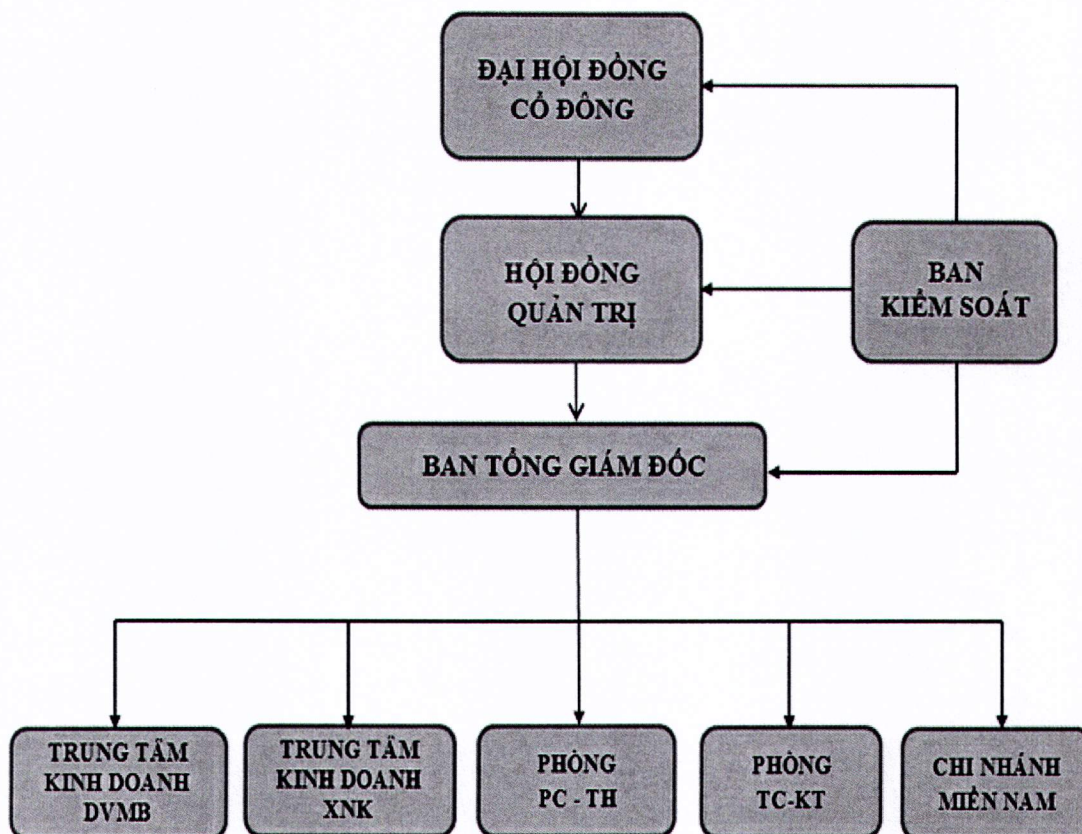 ĐẠI HỘI ĐỒNG
CỔ ĐÔNG
HỘI ĐỒNG
QUẢN TRỊ
BAN
KIỂM SOÁT
BAN TỔNG GIÁM ĐỐC
TRUNG TÂM
KINH DOANH
DVMB
TRUNG TÂM
KINH DOANH
XNK
PHÒNG
PC - TH
PHÒNG
TC-KT
CHI NHÁNH
MIỀN NAM